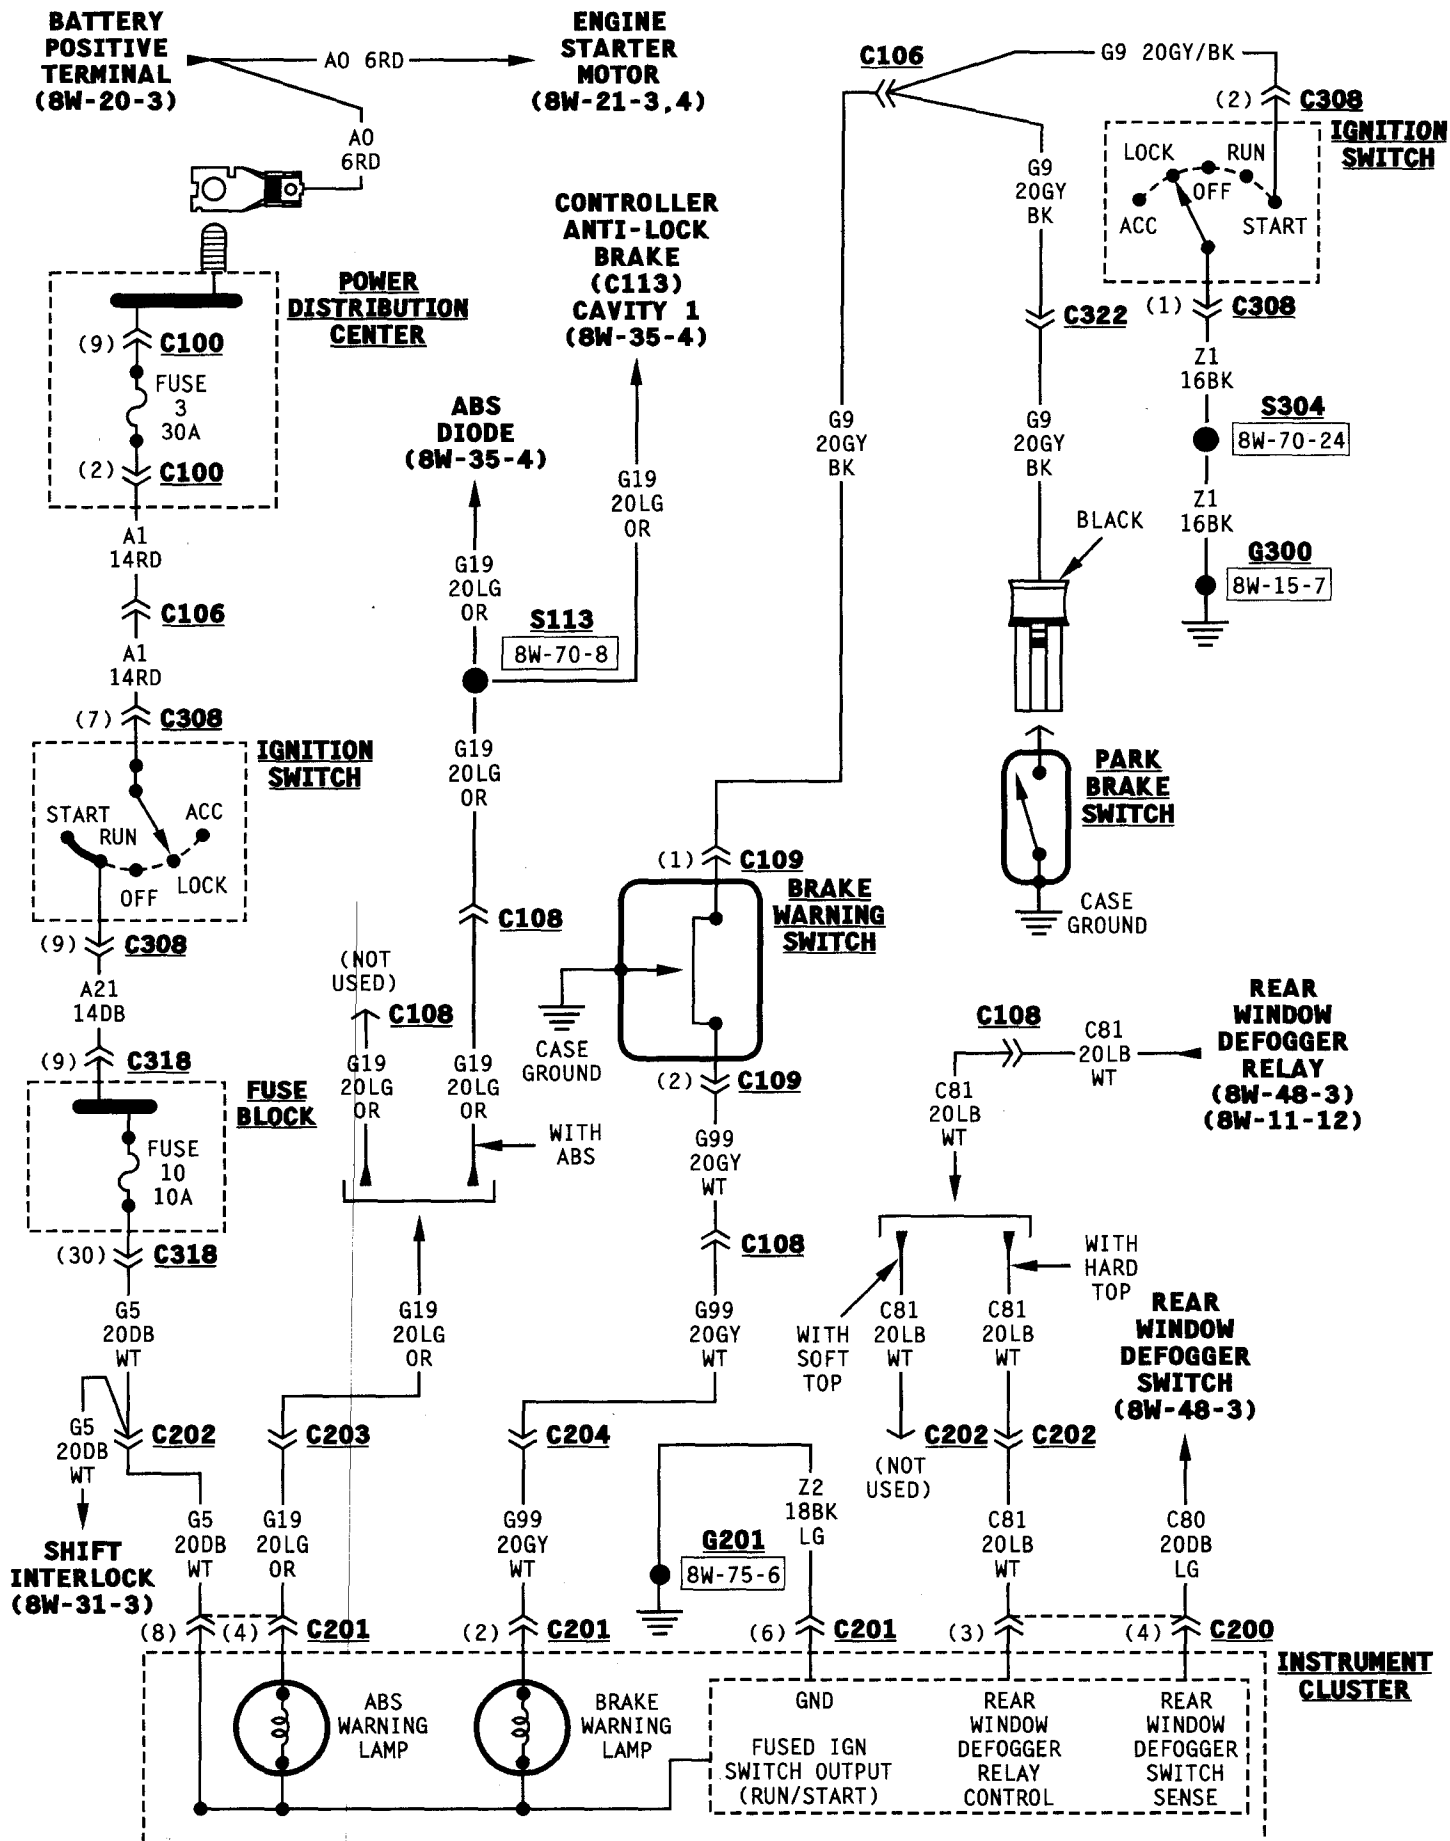 BATTERY
POSITIVE
TERMINAL
(8W-20-3)
A0 6RD
ENGINE
STARTER
MOTOR
(8W-21-3,4)
A0
6RD
C106
G9 20GY/BK
(2) C308
IGNITION
SWITCH
LOCK
RUN
OFF
ACC
START
(1) C308
Z1
16BK
S304
8W-70-24
Z1
16BK
G300
8W-15-7
G9
20GY
BK
C322
G9
20GY
BK
G9
20GY
BK
BLACK
PARK
BRAKE
SWITCH
CASE
GROUND
CONTROLLER
ANTI-LOCK
BRAKE
(C113)
CAVITY 1
(8W-35-4)
ABS
DIODE
(8W-35-4)
G19
20LG
OR
G19
20LG
OR
S113
8W-70-8
G19
20LG
OR
C108
POWER
DISTRIBUTION
CENTER
(9) C100
FUSE
3
30A
(2) C100
A1
14RD
C106
A1
14RD
(7) C308
IGNITION
SWITCH
START
RUN
ACC
OFF
LOCK
(9) C308
A21
14DB
(9) C318
FUSE
BLOCK
FUSE
10
10A
(30) C318
G5
20DB
WT
(NOT
USED)
C108
G19
20LG
OR
G19
20LG
OR
WITH
ABS
G19
20LG
OR
(1) C109
BRAKE
WARNING
SWITCH
CASE
GROUND
(2) C109
G99
20GY
WT
C108
G99
20GY
WT
C108
C81
20LB
WT
REAR
WINDOW
DEFOGGER
RELAY
(8W-48-3)
(8W-11-12)
C81
20LB
WT
WITH
HARD
TOP
WITH
SOFT
TOP
C81
20LB
WT
C81
20LB
WT
REAR
WINDOW
DEFOGGER
SWITCH
(8W-48-3)
G5
20DB
WT
C202
C203
C204
C202
(NOT
USED)
C202
SHIFT
INTERLOCK
(8W-31-3)
G5
20DB
WT
G19
20LG
OR
G99
20GY
WT
G201
8W-75-6
Z2
18BK
LG
C81
20LB
WT
C80
20DB
LG
(8) (4) C201
(2) C201
(6) C201
(3)
(4) C200
INSTRUMENT
CLUSTER
ABS
WARNING
LAMP
BRAKE
WARNING
LAMP
GND
FUSED IGN
SWITCH OUTPUT
(RUN/START)
REAR
WINDOW
DEFOGGER
RELAY
CONTROL
REAR
WINDOW
DEFOGGER
SWITCH
SENSE